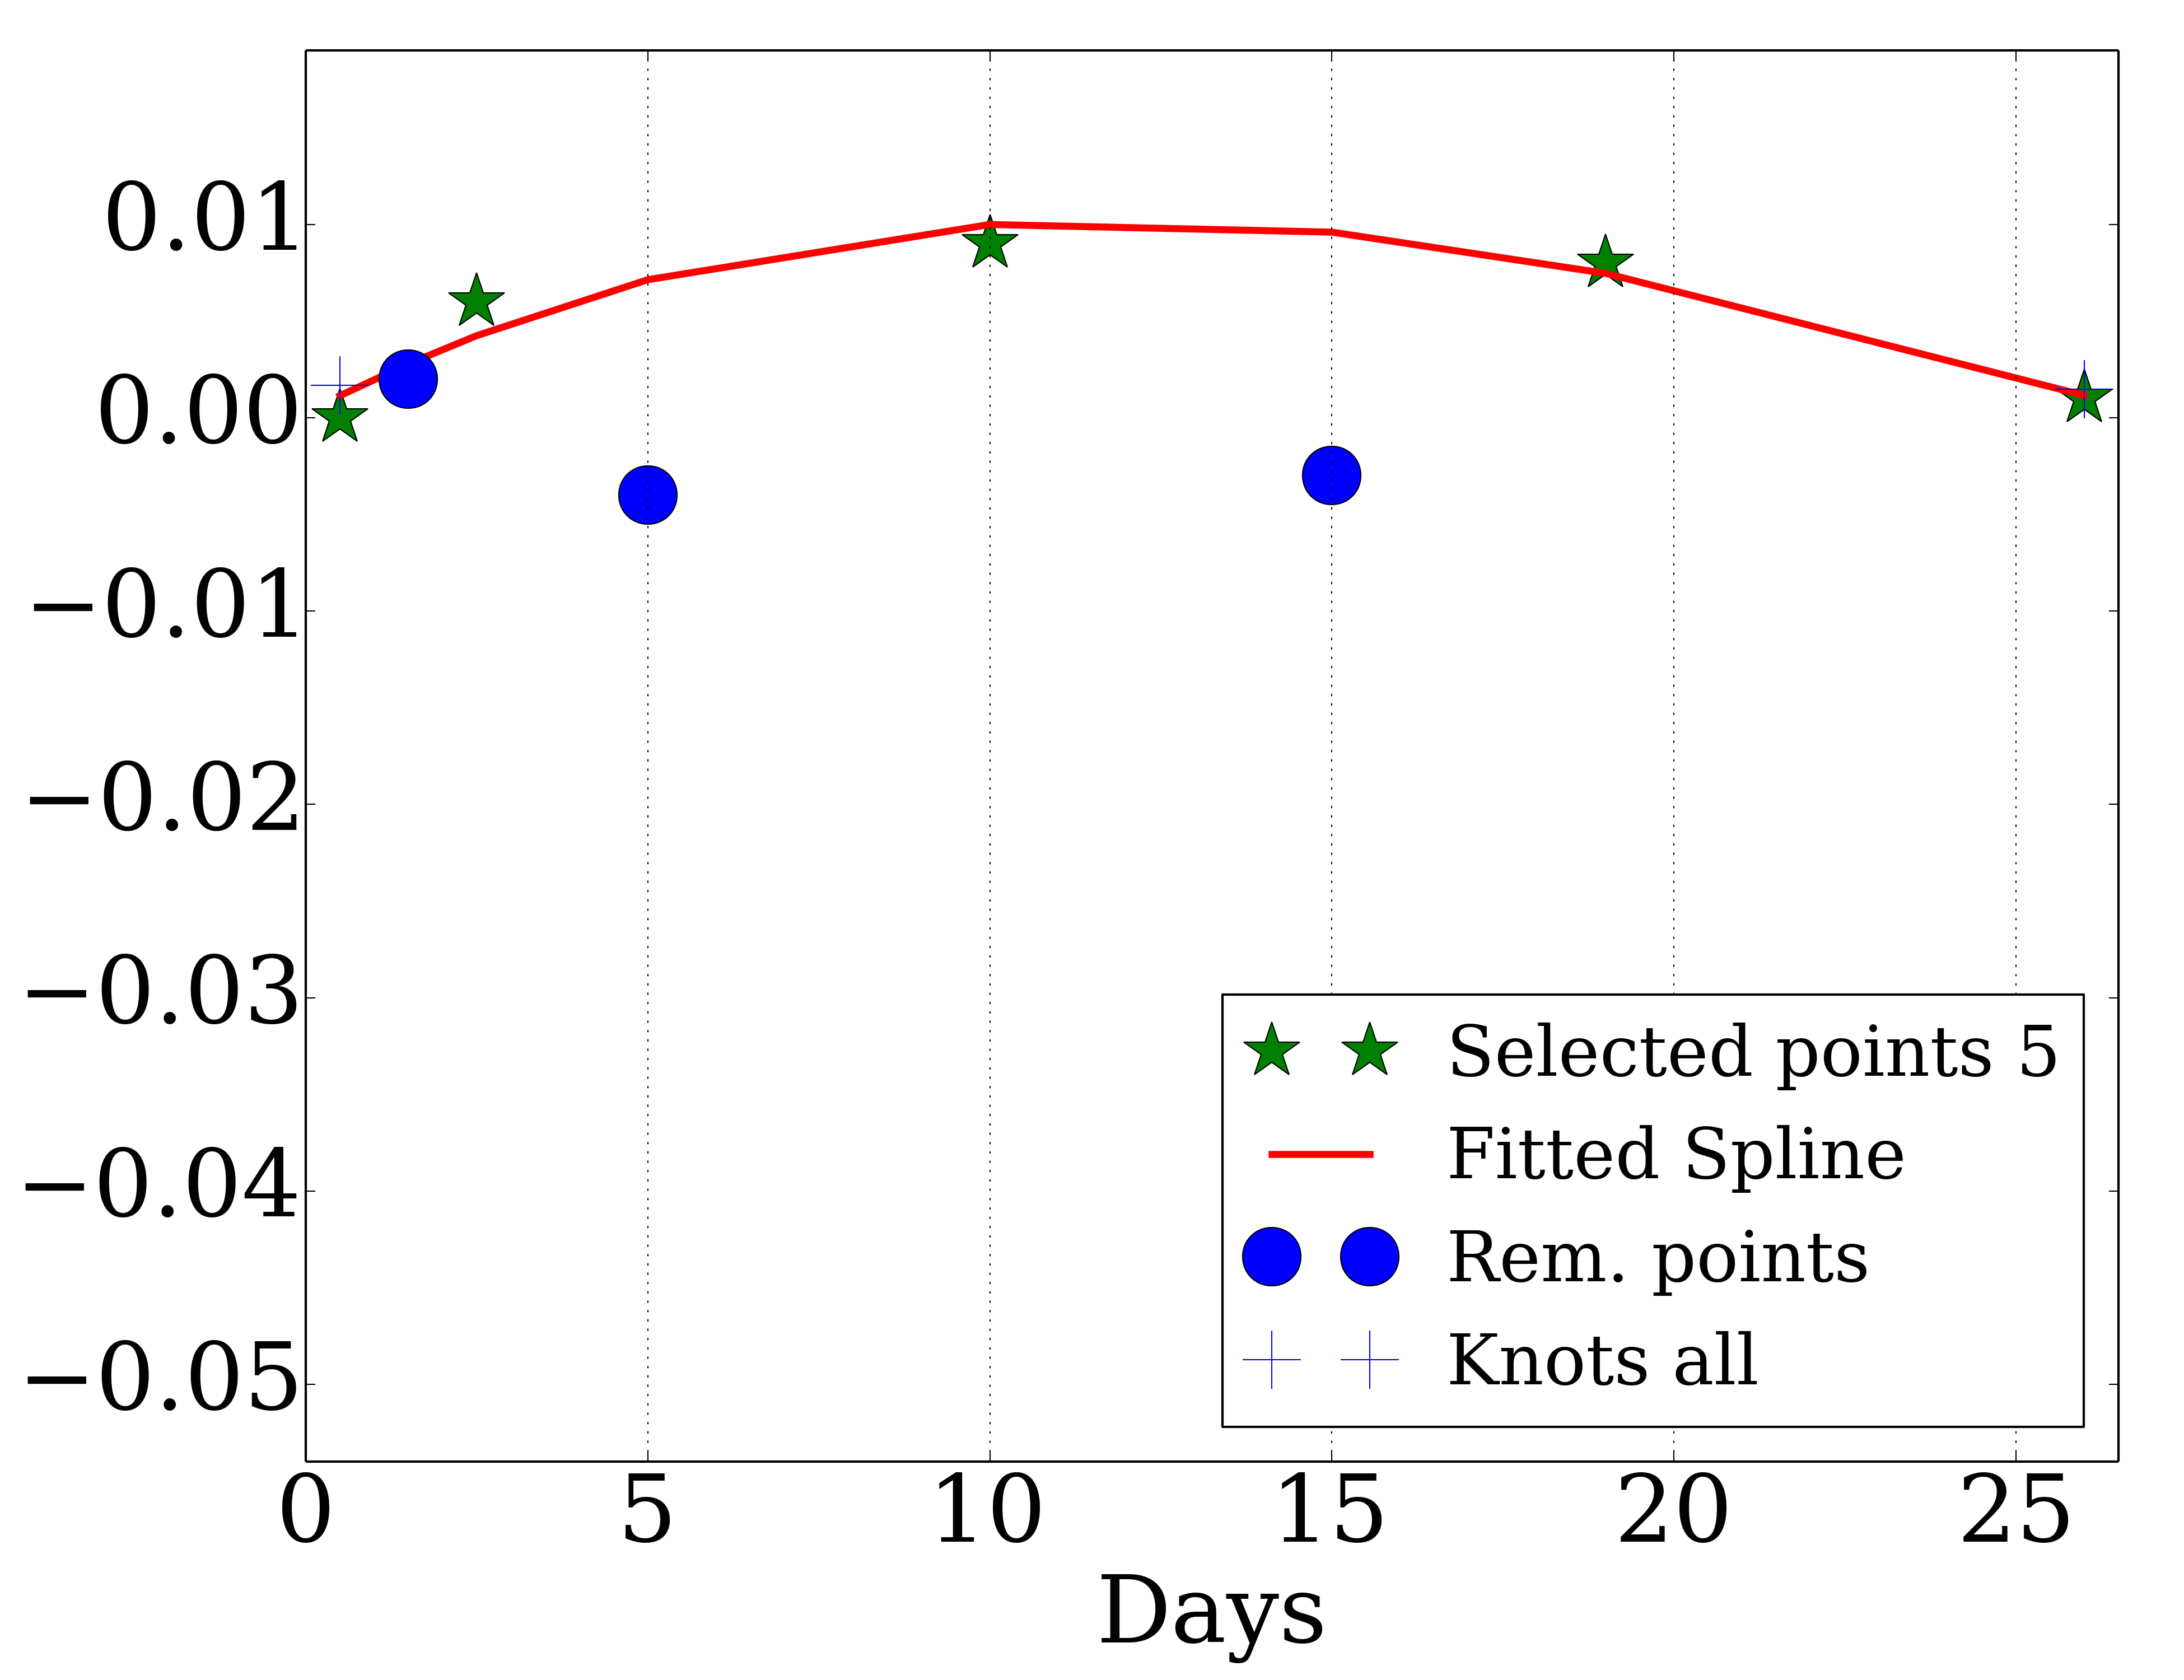 0.01
0.00
−0.01
−0.02
−0.03
−0.04
−0.05
Selected points 5
Fitted Spline
Rem. points
Knots all
0 5 10 15 20 25
Days